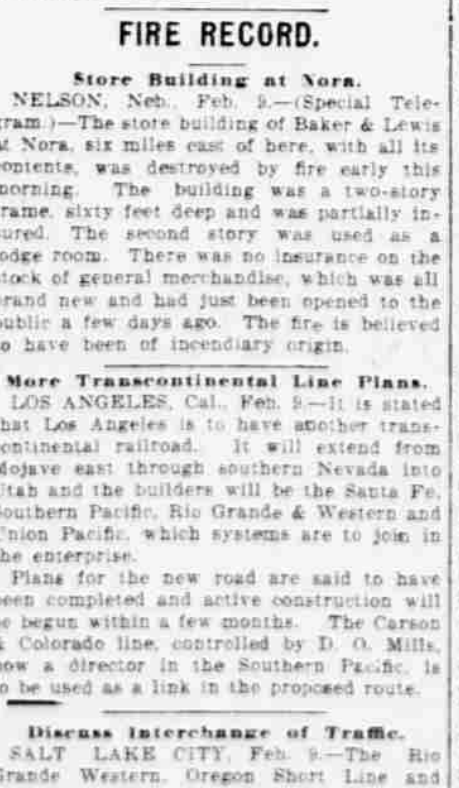 FIRE RECORD.
Store Building at Nora.
NELSON, Neb., Feb. 9.—(Special Tele-
gram.)—The store building of Baker & Lewis
at Nora, six miles east of here, with all its
contents, was destroyed by fire early this
morning. The building was a two-story
frame, sixty feet deep and was partially in-
sured. The second story was used as a
lodge room. There was no insurance on the
stock of general merchandise, which was all
brand new and had just been opened to the
public a few days ago. The fire is believed
to have been of incendiary origin.
More Transcontinental Line Plans.
LOS ANGELES, Cal., Feb. 9.—It is stated
that Los Angeles is to have another trans-
continental railroad. It will extend from
Mojave east through southern Nevada into
Utah and the builders will be the Santa Fe,
Southern Pacific, Rio Grande & Western and
Union Pacific, which systems are to join in
the enterprise.
Plans for the new road are said to have
been completed and active construction will
be begun within a few months. The Carson
& Colorado line, controlled by D. O. Mills,
now a director in the Southern Pacific, is
to be used as a link in the proposed route.
Discuss Interchange of Traffic.
SALT LAKE CITY, Feb. 9.—The Rio
Grande Western, Oregon Short Line and